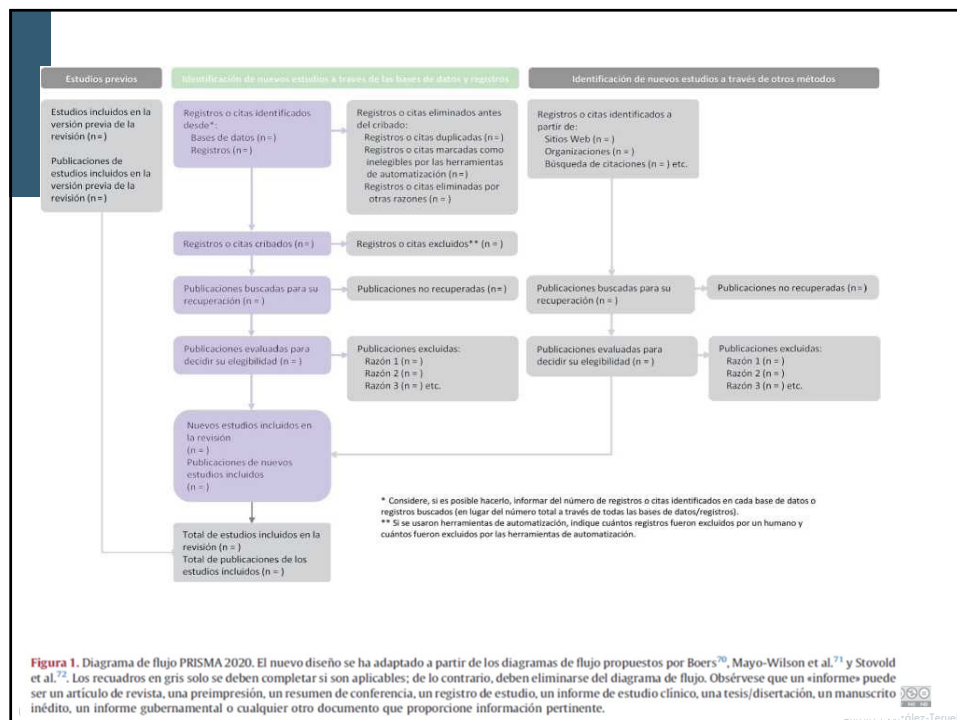 Estudios previos
Identificación de nuevos estudios a través de las bases de datos y registros
Identificación de nuevos estudios a través de otros métodos
Estudios incluidos en la
versión previa de la
revisión (n= )
Publicaciones de
estudios incluidos en la
versión previa de la
revisión (n= )
Registros o citas identificados
desde*:
Bases de datos (n= )
Registros (n= )
Registros o citas eliminados antes
del cribado:
Registros o citas duplicadas (n= )
Registros o citas marcadas como
inelegibles por las herramientas
de automatización (n= )
Registros o citas eliminadas por
otras razones (n= )
Registros o citas identificados a
partir de:
Sitios Web (n= )
Organizaciones (n= )
Búsqueda de citaciones (n= ) etc.
Registros o citas cribados (n= )
Registros o citas excluidos** (n= )
Publicaciones buscadas para su
recuperación (n= )
Publicaciones no recuperadas (n= )
Publicaciones buscadas para su
recuperación (n= )
Publicaciones no recuperadas (n= )
Publicaciones evaluadas para
decidir su elegibilidad (n= )
Publicaciones excluidas:
Razón 1 (n= )
Razón 2 (n= )
Razón 3 (n= ) etc.
Publicaciones evaluadas para
decidir su elegibilidad (n= )
Publicaciones excluidas:
Razón 1 (n= )
Razón 2 (n= )
Razón 3 (n= ) etc.
Nuevos estudios incluidos en
la revisión
(n= )
Publicaciones de nuevos
estudios incluidos
(n= )
Total de estudios incluidos en la
revisión (n= )
Total de publicaciones de los
estudios incluidos (n= )
* Considere, si es posible hacerlo, informar del número de registros o citas identificados en cada base de datos o
registros buscados (en lugar del número total a través de todas las bases de datos/registros).
** Si se usaron herramientas de automatización, indique cuántos registros fueron excluidos por un humano y
cuántos fueron excluidos por las herramientas de automatización.
Figura 1. Diagrama de flujo PRISMA 2020. El nuevo diseño se ha adaptado a partir de los diagramas de flujo propuestos por Boers70, Mayo-Wilson et al.71 y Stovold
et al.72. Los recuadros en gris solo se deben completar si son aplicables; de lo contrario, deben eliminarse del diagrama de flujo. Obsérvese que un «informe» puede
ser un artículo de revista, una preimpresión, un resumen de conferencia, un registro de estudio, un informe de estudio clínico, una tesis/disertación, un manuscrito
inédito, un informe gubernamental o cualquier otro documento que proporcione información pertinente.